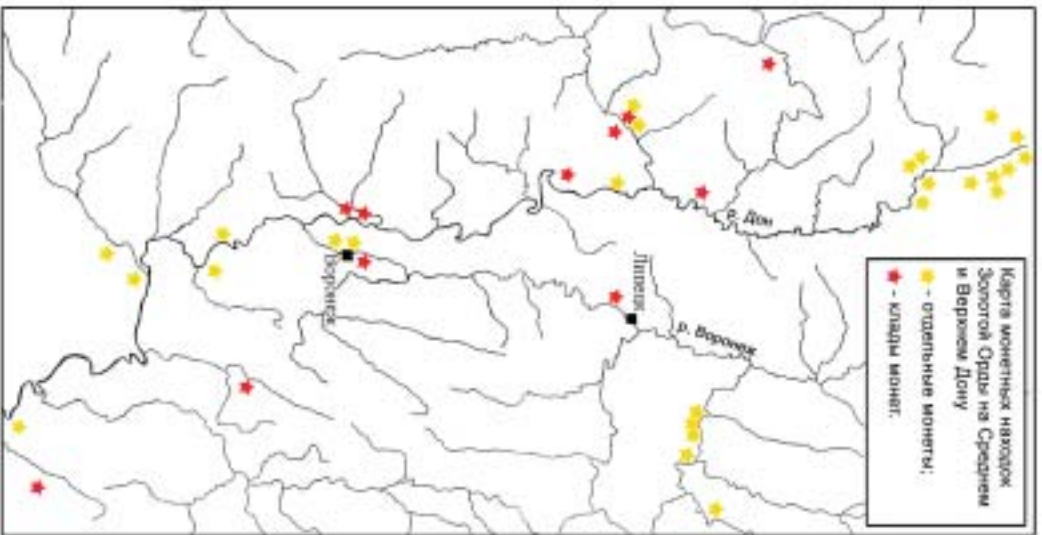 Карта монетных находок
Золотой Орды на Среднем
и Верхнем Дону
- отдельные монеты;
- клады монет.
р. Дон
Липецк
р. Воронеж
Воронеж